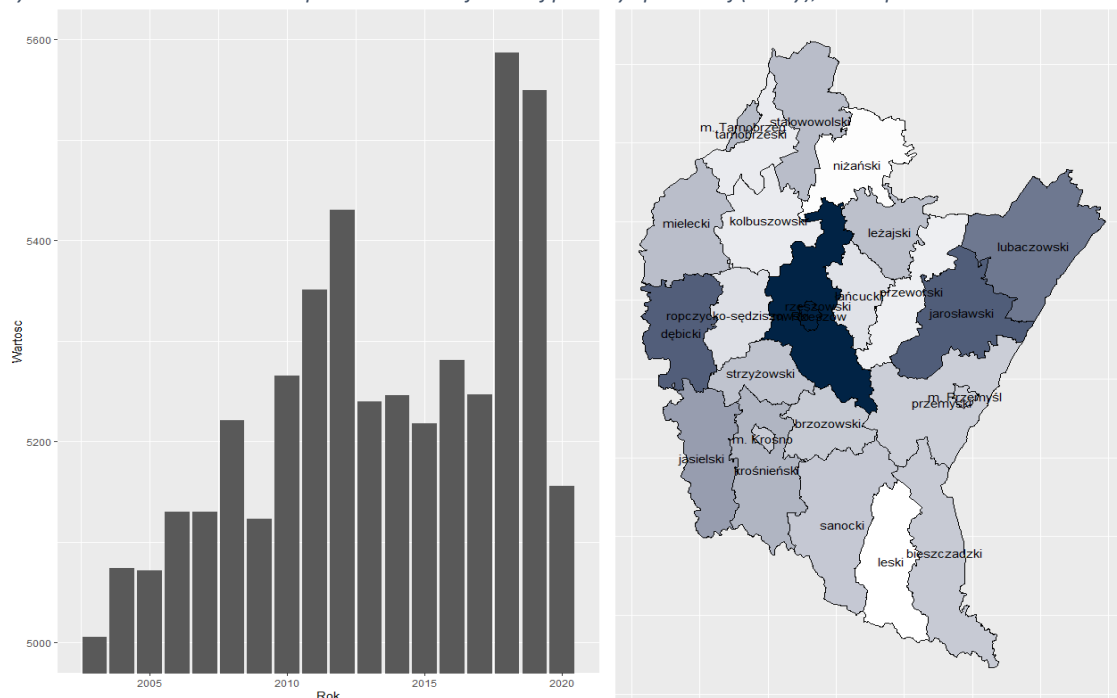 5600
5400
5200
5000
Wartosc
2005
2010
2015
2020
Rok
stalowowolski
m. Tarnobrzeg
tarnobrzeski
niżański
mielecki
kolbuszowski
leżajski
lubaczowski
łańcucki
przeworski
rzeszowski
ropczycko-sędziszowski
jarosławski
dębicki
strzyżowski
m. Przemyśl
przemyski
brzozowski
m. Krosno
jasielski
krośnieński
sanocki
bieszczadzki
leski